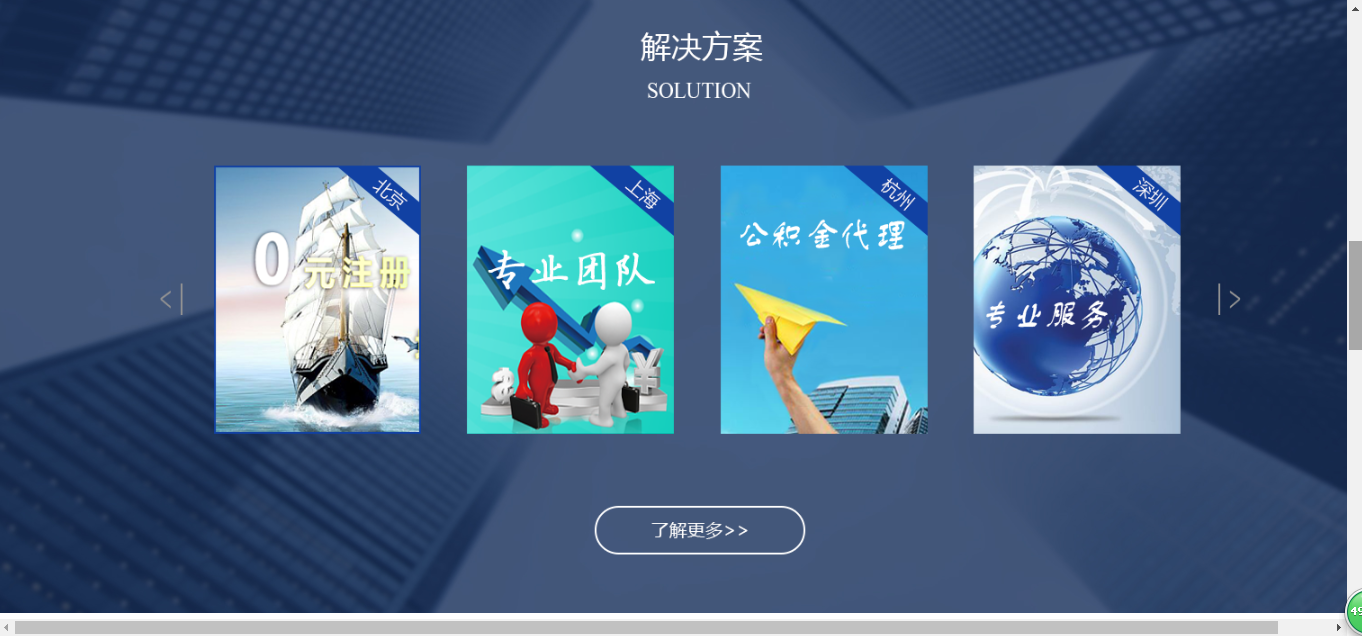 解决方案
SOLUTION
北京
0元注册
上海
专业团队
杭州
公积金代理
深圳
专业服务
了解更多>>
49